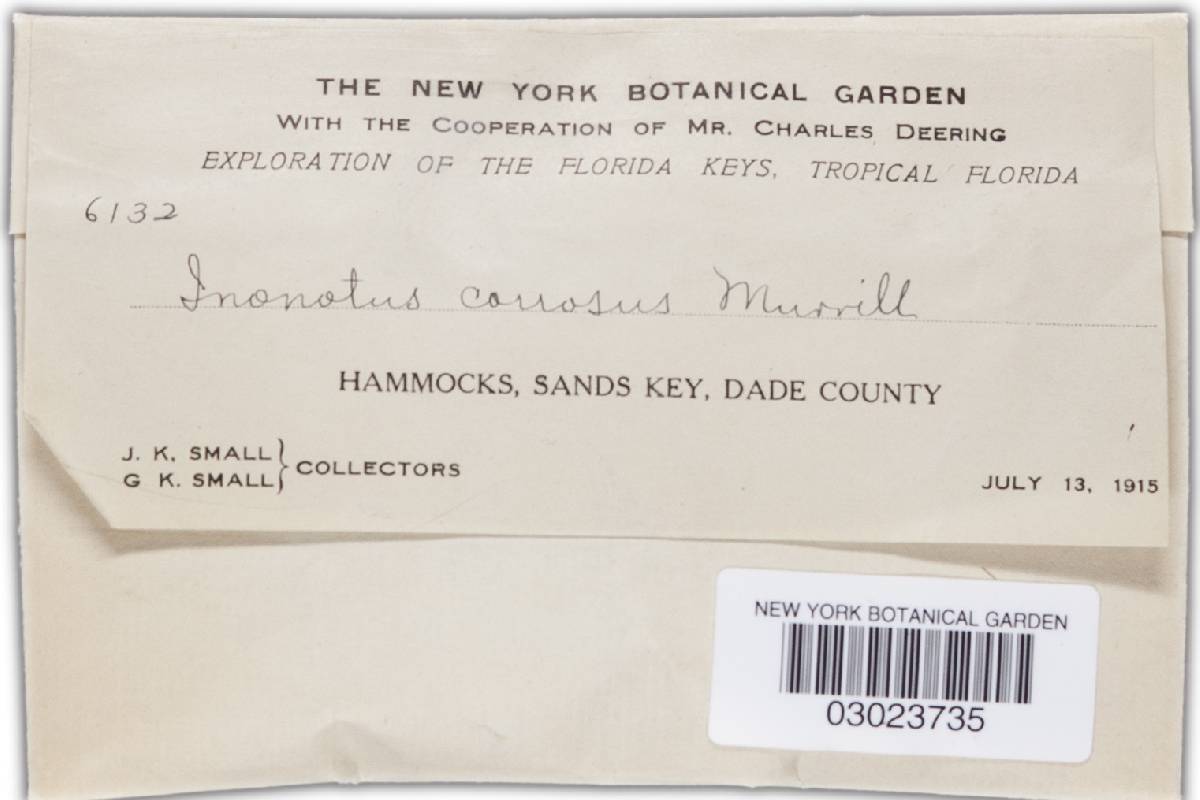 THE NEW YORK BOTANICAL GARDEN
WITH THE COOPERATION OF MR. CHARLES DEERING
EXPLORATION OF THE FLORIDA KEYS, TROPICAL FLORIDA
6132
Inonotus corrosus Murrill
HAMMOCKS, SANDS KEY, DADE COUNTY
J. K. SMALL
G K. SMALL } COLLECTORS
JULY 13, 1915
NEW YORK BOTANICAL GARDEN
03023735